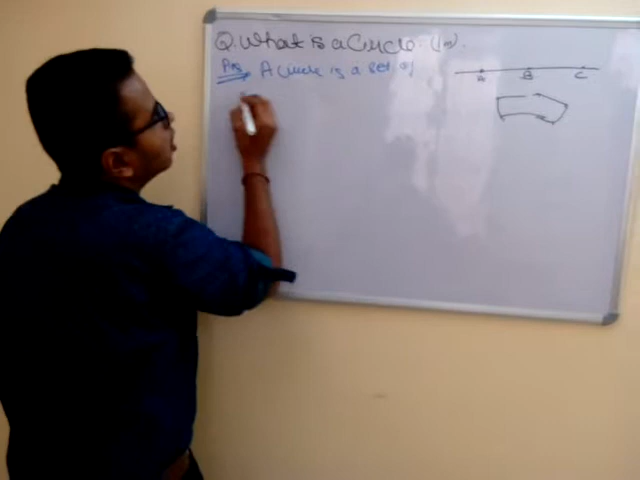 Q. What is a Circle. (1m).
Ans A Circle is a set of
A B C